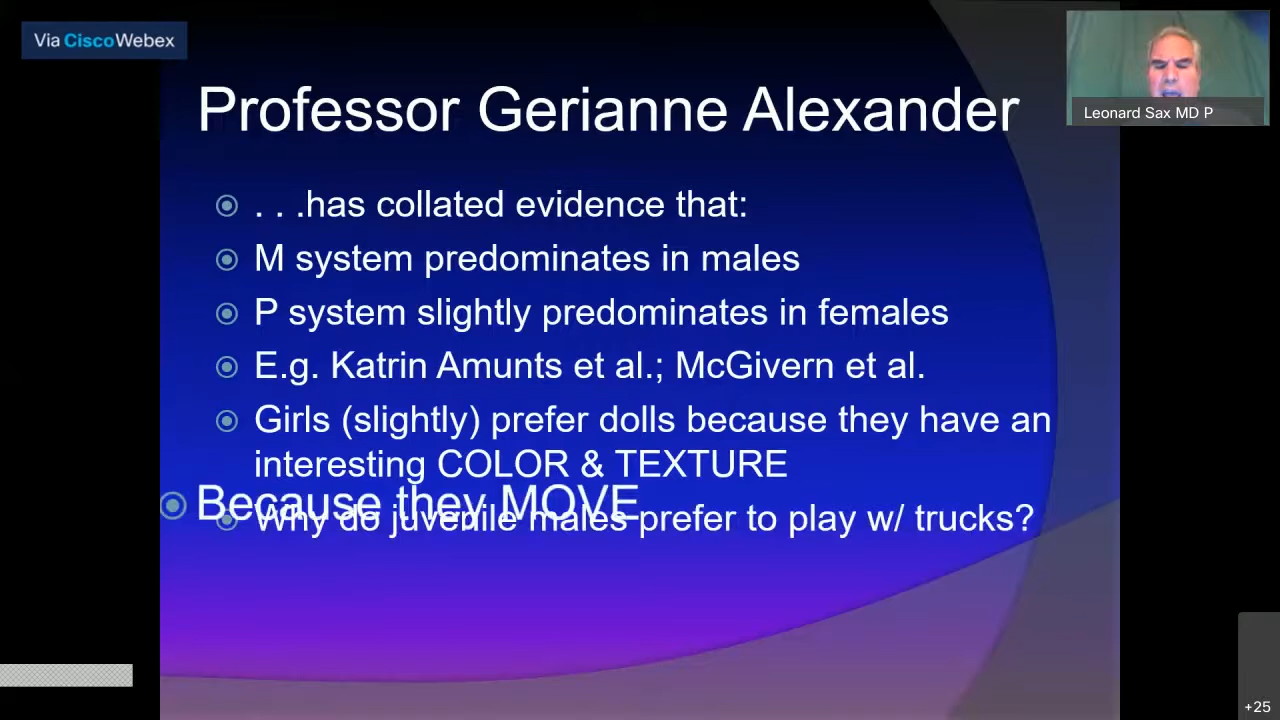 Via CiscoWebex
Professor Gerianne Alexander
Leonard Sax MD P
. . .has collated evidence that:
M system predominates in males
P system slightly predominates in females
E.g. Katrin Amunts et al.; McGivern et al.
Girls (slightly) prefer dolls because they have an
interesting COLOR & TEXTURE
Because they MOVE
Why do juvenile males prefer to play w/ trucks?
+25